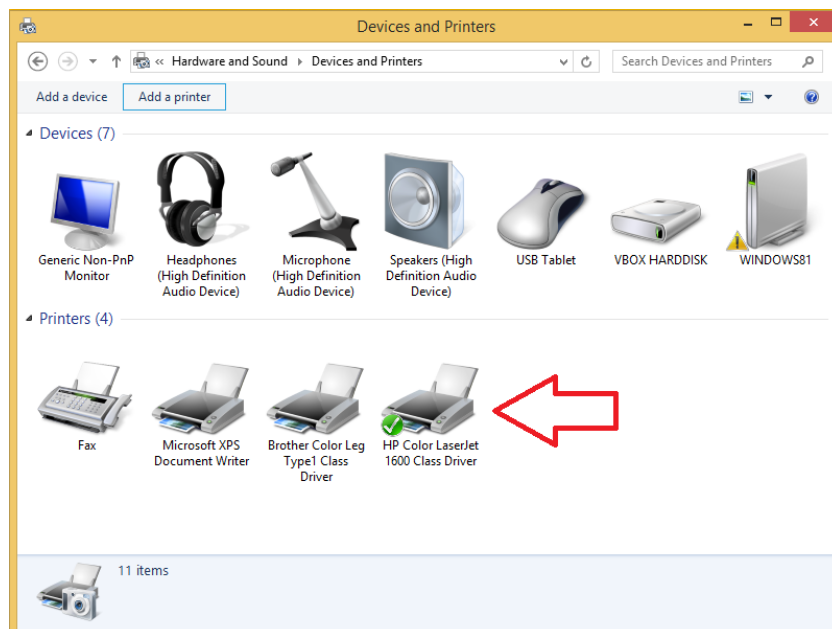 Devices and Printers
« Hardware and Sound Devices and Printers
Search Devices and Printers
Add a device
Add a printer
Devices (7)
Generic Non-PnP
Monitor
Headphones
(High Definition
Audio Device)
Microphone
(High Definition
Audio Device)
Speakers (High
Definition Audio
Device)
USB Tablet
VBOX HARDDISK
WINDOWS81
Printers (4)
Fax
Microsoft XPS
Document Writer
Brother Color Leg
Type1 Class
Driver
HP Color LaserJet
1600 Class Driver
11 items